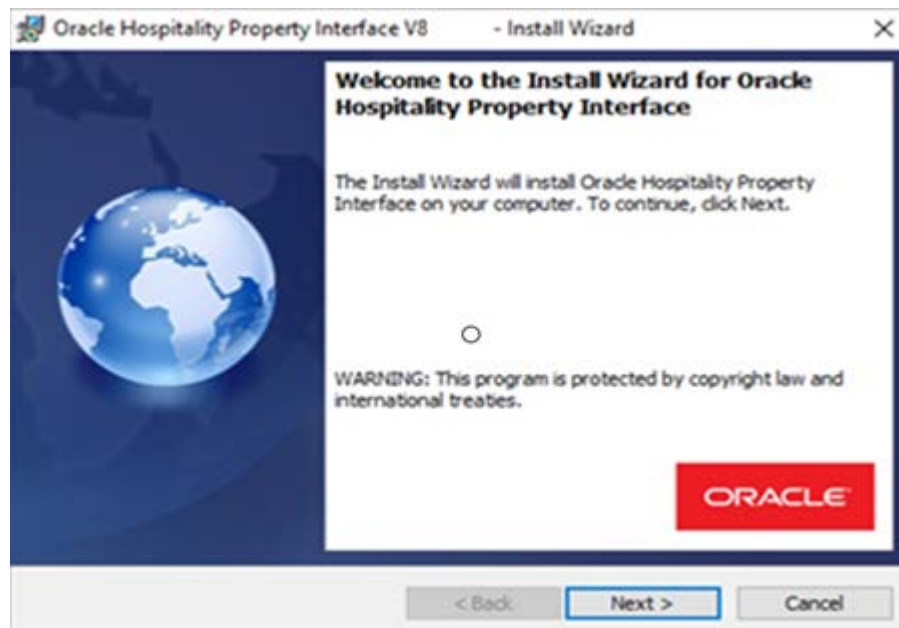 Oracle Hospitality Property Interface V8 - Install Wizard
Welcome to the Install Wizard for Oracle
Hospitality Property Interface
The Install Wizard will install Oracle Hospitality Property
Interface on your computer. To continue, click Next.
WARNING: This program is protected by copyright law and
international treaties.
ORACLE
< Back
Next >
Cancel